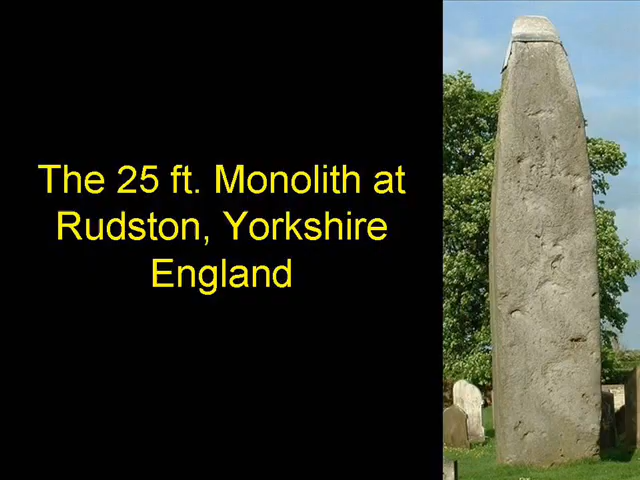 The 25 ft. Monolith at
Rudston, Yorkshire
England